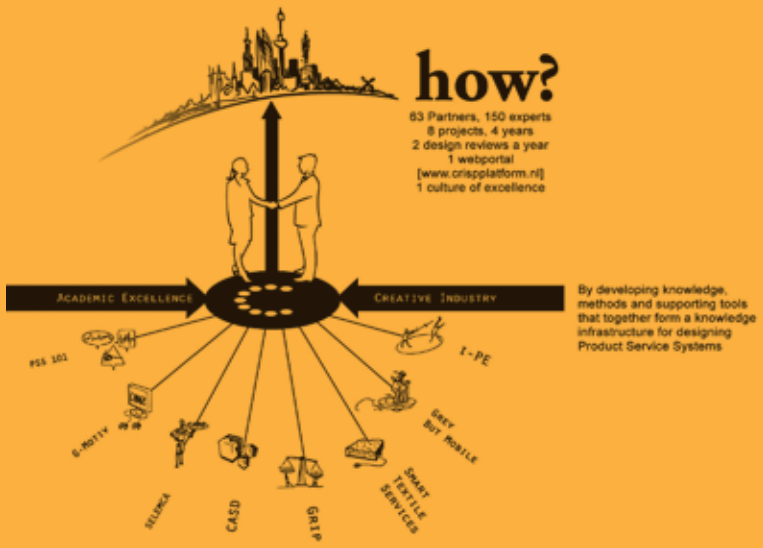 how?
63 Partners, 150 experts
8 projects, 4 years
2 design reviews a year
1 webportal
[www.crispplatform.nl]
1 culture of excellence
Academic Excellence
Creative Industry
By developing knowledge,
methods and supporting tools
that together form a knowledge
infrastructure for designing
Product Service Systems
PSS 101
G-Motiv
Selemca
CASD
GRIP
Smart
Textile
Services
Grey
But Mobile
I-PE